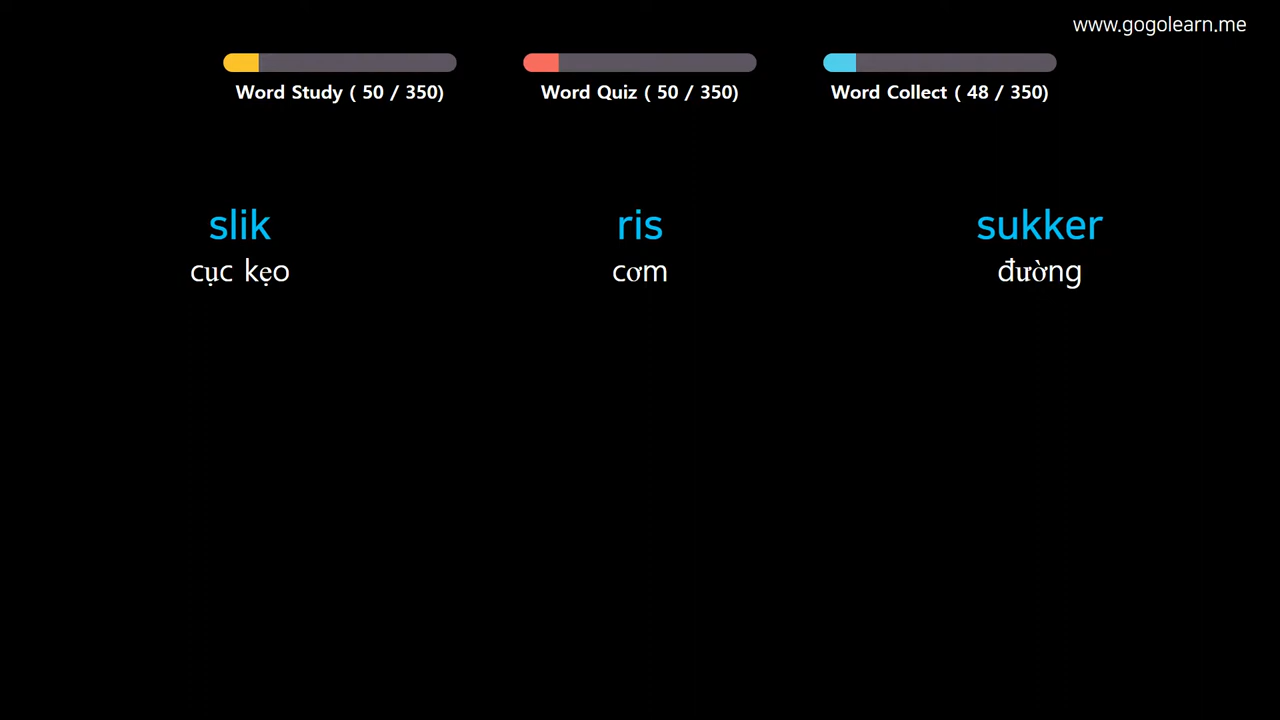 www.gogolearn.me
Word Study ( 50 / 350)
Word Quiz ( 50 / 350)
Word Collect ( 48 / 350)
slik
ris
sukker
cục kẹo
cơm
đường